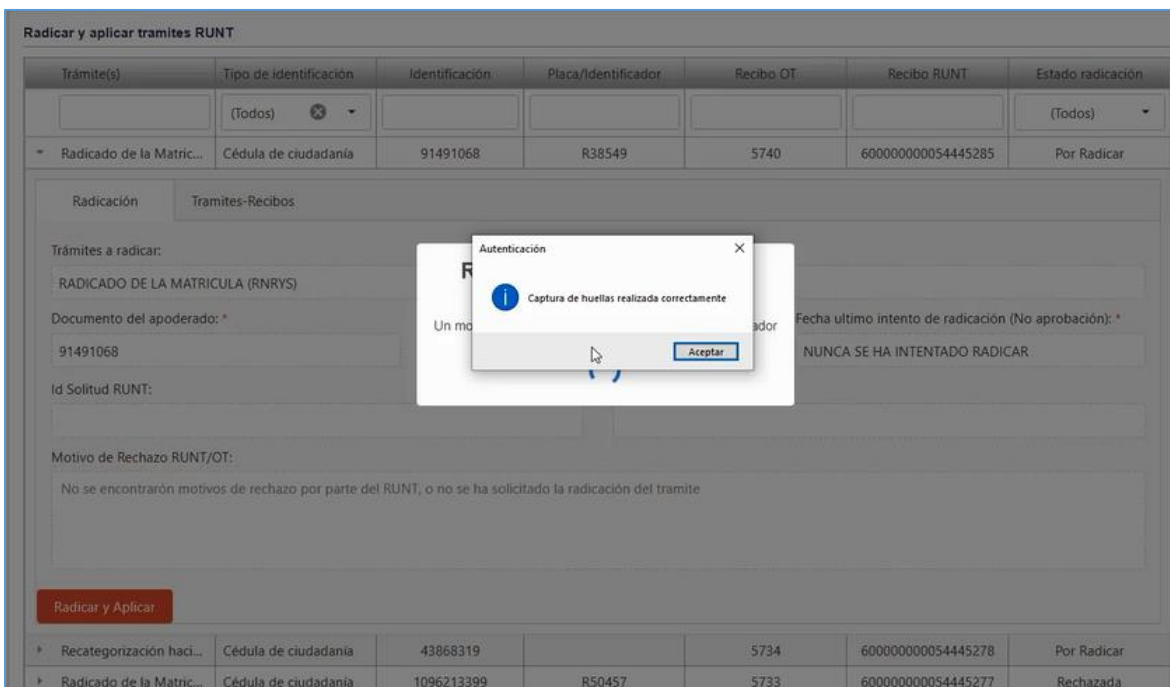 Radicar y aplicar tramites RUNT
Trámite(s) Tipo de identificación Identificación Placa/Identificador Recibo OT Recibo RUNT Estado radicación
(Todos) (Todos)
Radicado de la Matric... Cédula de ciudadanía 91491068 R38549 5740 600000000054445285 Por Radicar
Radicación Tramites-Recibos
Trámites a radicar:
RADICADO DE LA MATRICULA (RNRYS)
Autenticación
Captura de huellas realizada correctamente
Aceptar
Un
Documento del apoderado: * Fecha ultimo intento de radicación (No aprobación): *
91491068 NUNCA SE HA INTENTADO RADICAR
Id Solitud RUNT:
Motivo de Rechazo RUNT/OT:
No se encontrarón motivos de rechazo por parte del RUNT, o no se ha solicitado la radicación del tramite
Radicar y Aplicar
Recategorización haci... Cédula de ciudadanía 43868319 5734 600000000054445278 Por Radicar
Radicado de la Matric... Cédula de ciudadanía 1096213399 R50457 5733 600000000054445277 Rechazada